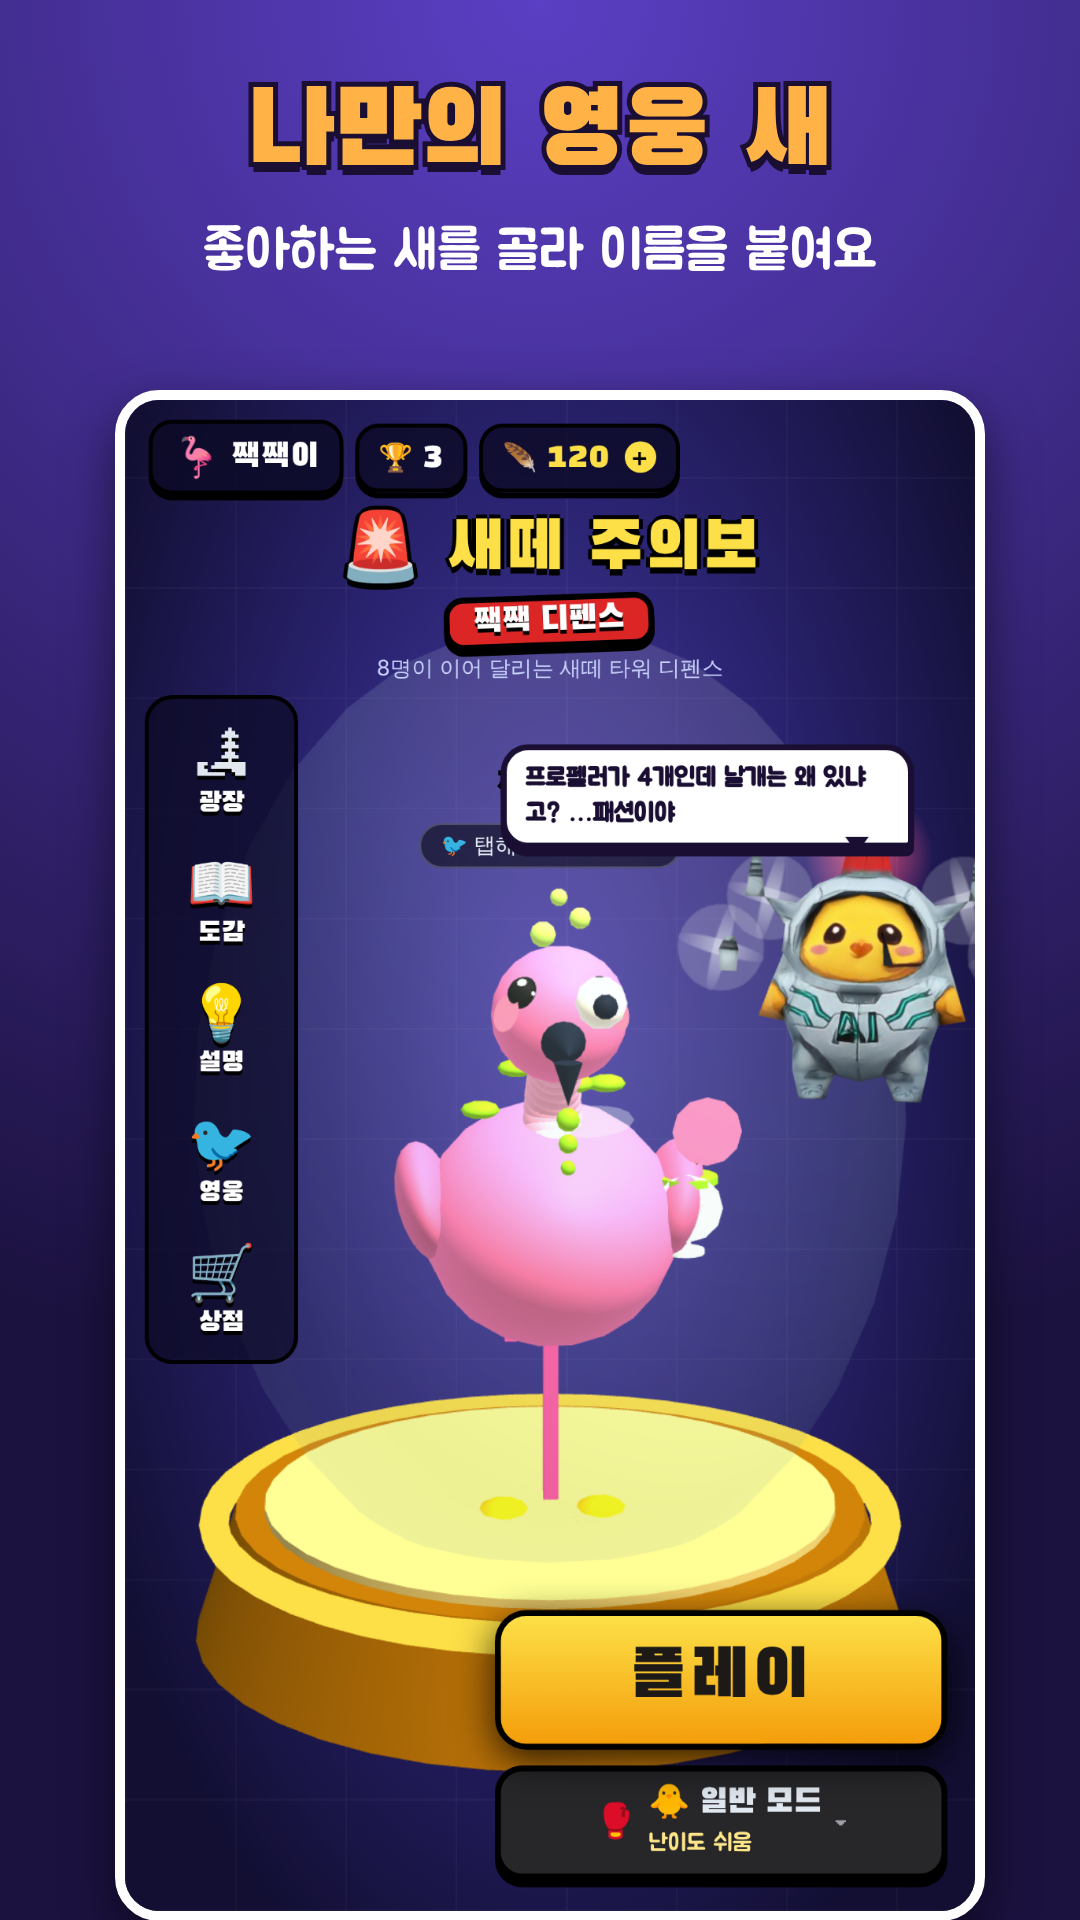 나만의 영웅 새
좋아하는 새를 골라 이름을 붙여요
짹짹이
3
120 +
새떼 주의보
짹짹 디펜스
8명이 이어 달리는 새떼 타워 디펜스
프로펠러가 4개인데 날개는 왜 있냐
고? ...패션이야
탭해
광장
도감
설명
영웅
상점
AI
플레이
일반 모드
난이도 쉬움